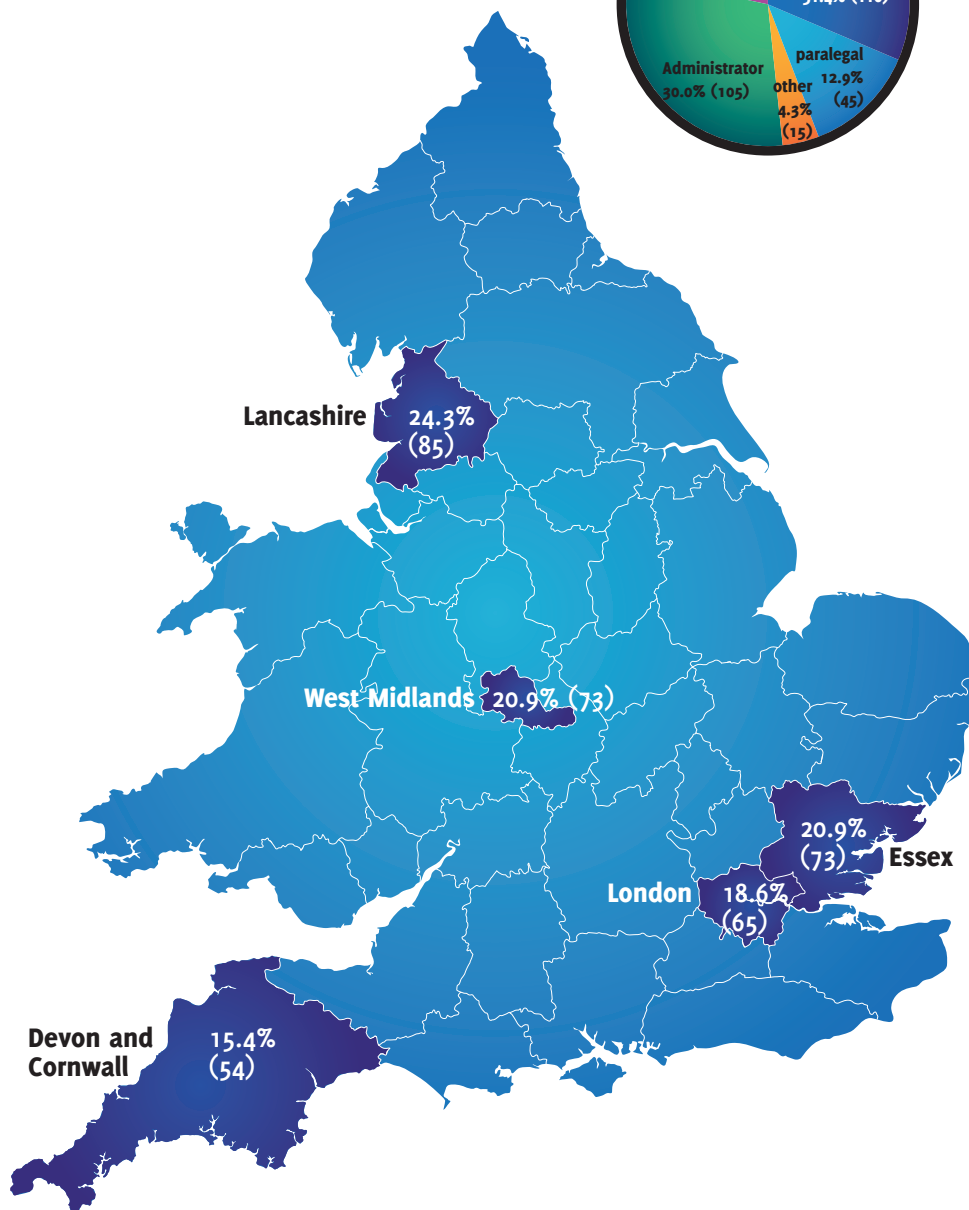 paralegal
12.9%
(45)
Administrator
30.0% (105)
other
4.3%
(15)
Lancashire
24.3%
(85)
West Midlands
20.9% (73)
20.9%
(73)
Essex
London
18.6%
(65)
Devon and
Cornwall
15.4%
(54)